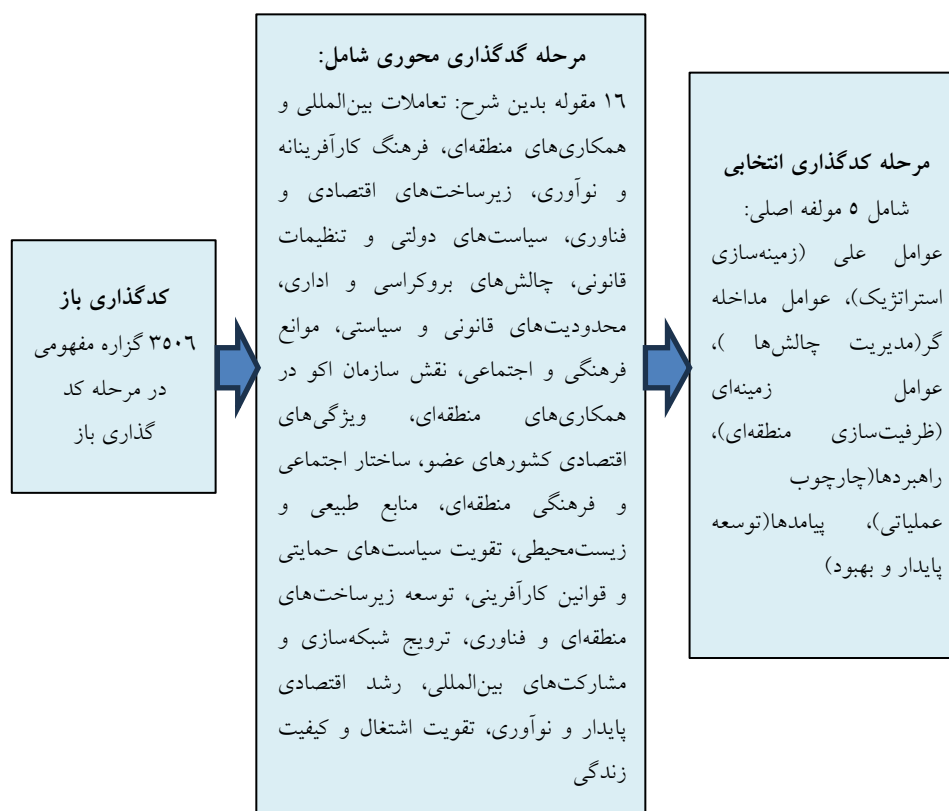 کدگذاری باز
۳۵۰۶ گزاره مفهومی
در مرحله کد
گذاری باز
مرحله گدگذاری محوری شامل:
۱۶ مقوله بدین شرح: تعاملات بین‌المللی و
همکاری‌های منطقه‌ای، فرهنگ کارآفرینانه
و نوآوری، زیرساخت‌های اقتصادی و
فناوری، سیاست‌های دولتی و تنظیمات
قانونی، چالش‌های بروکراسی و اداری،
محدودیت‌های قانونی و سیاستی، موانع
فرهنگی و اجتماعی، نقش سازمان اکو در
همکاری‌های منطقه‌ای، ویژگی‌های
اقتصادی کشورهای عضو، ساختار اجتماعی
و فرهنگی منطقه‌ای، منابع طبیعی و
زیست‌محیطی، تقویت سیاست‌های حمایتی
و قوانین کارآفرینی، توسعه زیرساخت‌های
منطقه‌ای و فناوری، ترویج شبکه‌سازی و
مشارکت‌های بین‌المللی، رشد اقتصادی
پایدار و نوآوری، تقویت اشتغال و کیفیت
زندگی
مرحله کدگذاری انتخابی
شامل ۵ مولفه اصلی:
عوامل علی (زمینه‌سازی
استراتژیک)، عوامل مداخله
گر(مدیریت چالش‌ها )،
عوامل زمینه‌ای
(ظرفیت‌سازی منطقه‌ای)،
راهبردها(چارچوب
عملیاتی)، پیامدها(توسعه
پایدار و بهبود)